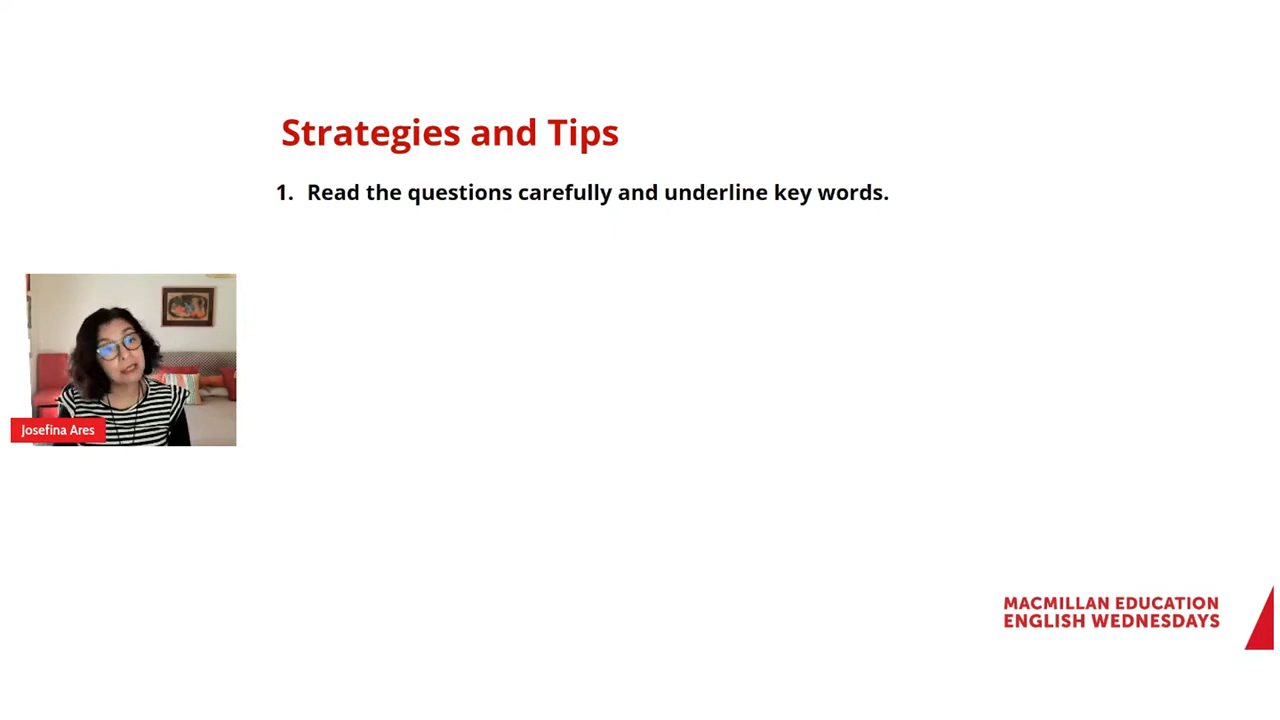 Strategies and Tips
1. Read the questions carefully and underline key words.
Josefina Ares
MACMILLAN EDUCATION
ENGLISH WEDNESDAYS